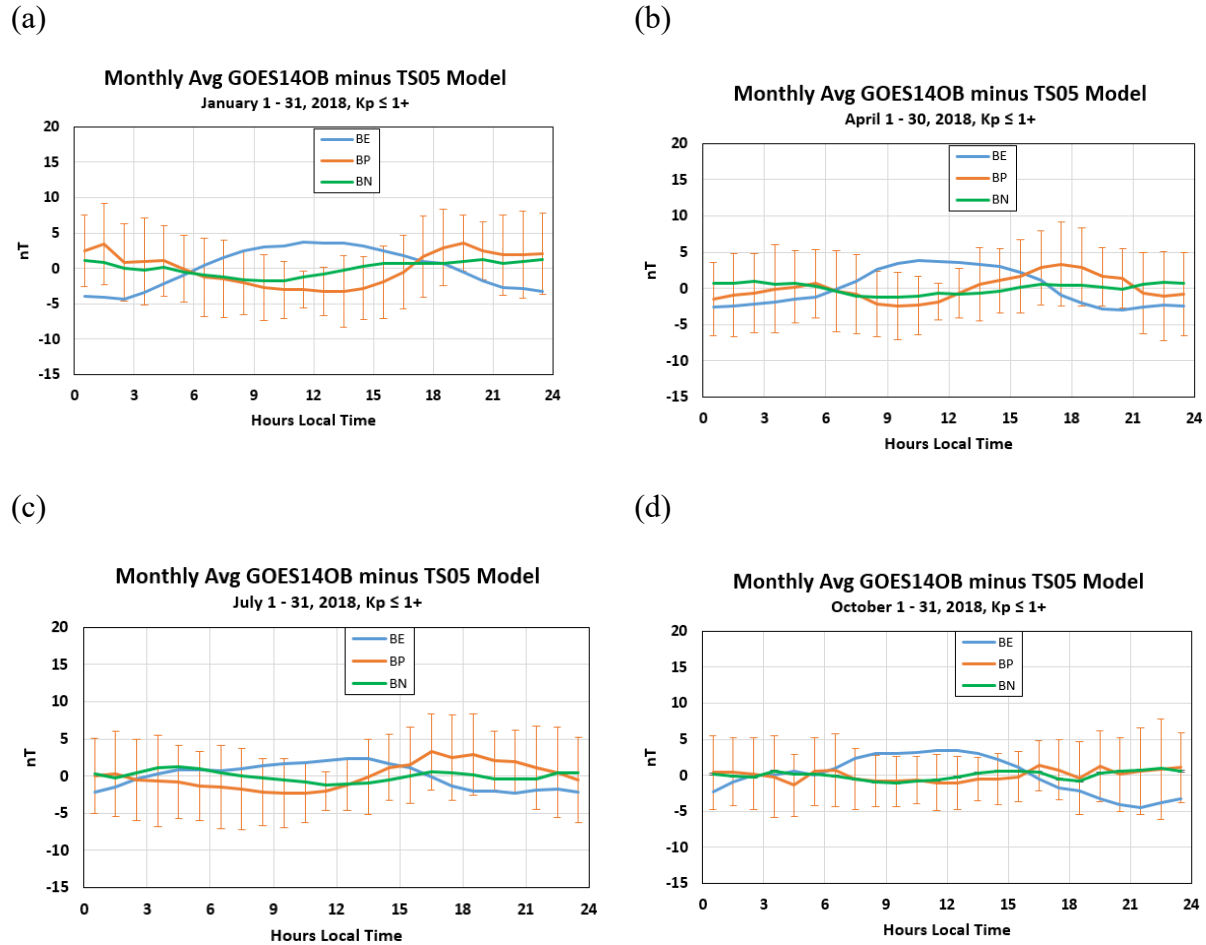 (a)
Monthly Avg GOES14OB minus TS05 Model
January 1 - 31, 2018, Kp ≤ 1+
BE
BP
BN
20
15
10
5
0
-5
-10
-15
nT
0 3 6 9 12 15 18 21 24
Hours Local Time
(b)
Monthly Avg GOES14OB minus TS05 Model
April 1 - 30, 2018, Kp ≤ 1+
BE
BP
BN
20
15
10
5
0
-5
-10
-15
nT
0 3 6 9 12 15 18 21 24
Hours Local Time
(c)
Monthly Avg GOES14OB minus TS05 Model
July 1 - 31, 2018, Kp ≤ 1+
BE
BP
BN
20
15
10
5
0
-5
-10
-15
nT
0 3 6 9 12 15 18 21 24
Hours Local Time
(d)
Monthly Avg GOES14OB minus TS05 Model
October 1 - 31, 2018, Kp ≤ 1+
BE
BP
BN
20
15
10
5
0
-5
-10
-15
nT
0 3 6 9 12 15 18 21 24
Hours Local Time